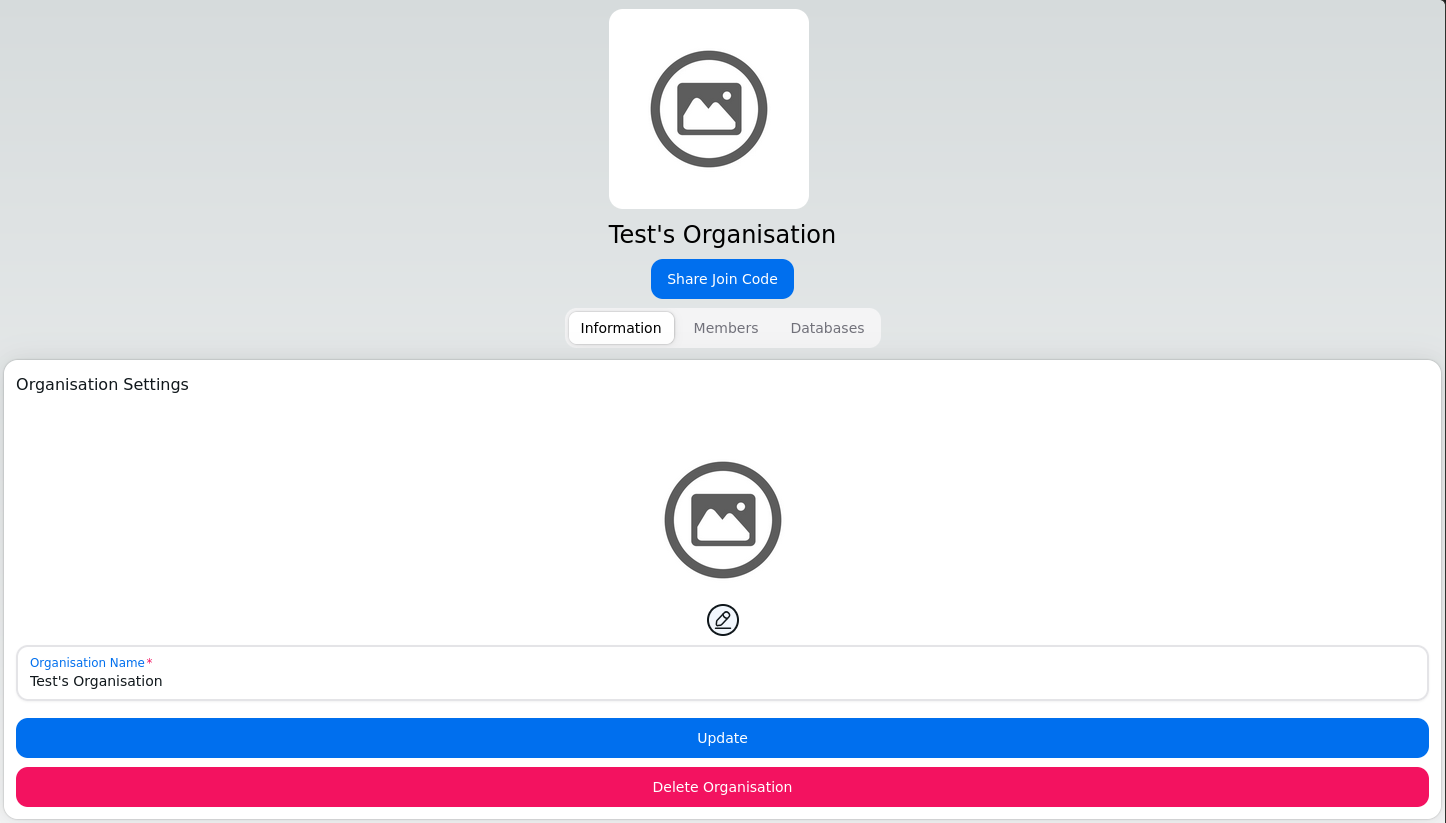 Test's Organisation
Share Join Code
Information Members Databases
Organisation Settings
Organisation Name*
Test's Organisation
Update
Delete Organisation